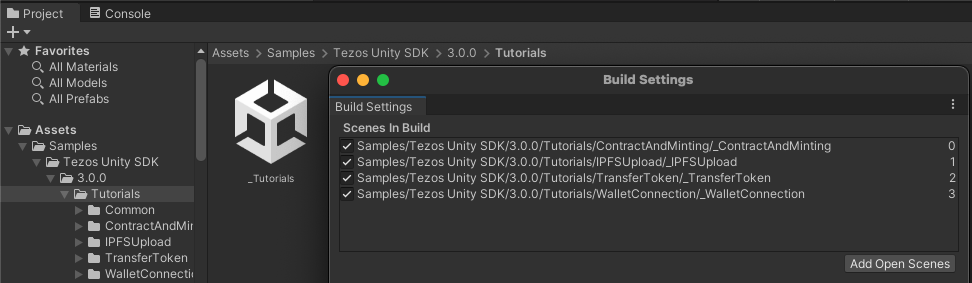 Project
Console
Favorites
All Materials
All Models
All Prefabs
Assets
Samples
Tezos Unity SDK
3.0.0
Tutorials
Common
ContractAndMint
IPFSUpload
TransferToken
WalletConnecti
Assets > Samples > Tezos Unity SDK > 3.0.0 > Tutorials
_Tutorials
Build Settings
Build Settings
Scenes In Build
Samples/Tezos Unity SDK/3.0.0/Tutorials/ContractAndMinting/_ContractAndMinting 0
Samples/Tezos Unity SDK/3.0.0/Tutorials/IPFSUpload/_IPFSUpload 1
Samples/Tezos Unity SDK/3.0.0/Tutorials/TransferToken/_TransferToken 2
Samples/Tezos Unity SDK/3.0.0/Tutorials/WalletConnection/_WalletConnection 3
Add Open Scenes